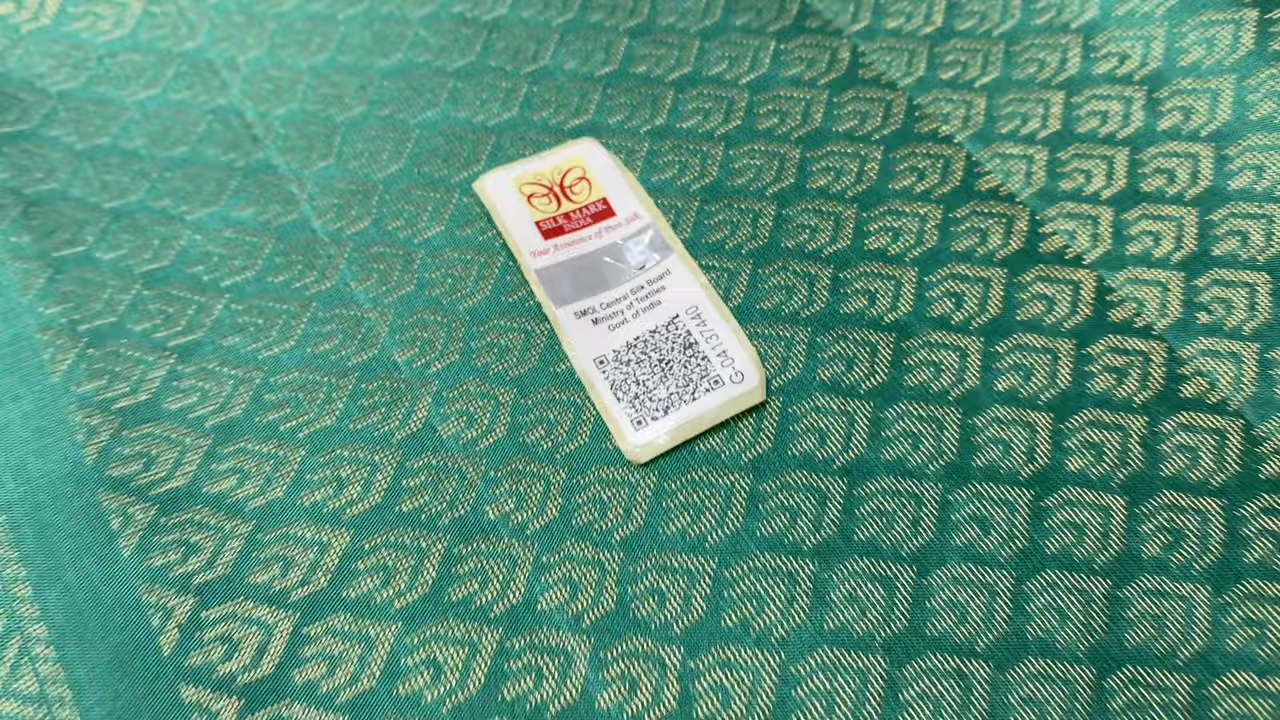 SILK MARK
INDIA
Your Assurance of Pure Silk
SMOI, Central Silk Board
Ministry of Textiles
Govt. of India
G-04137440